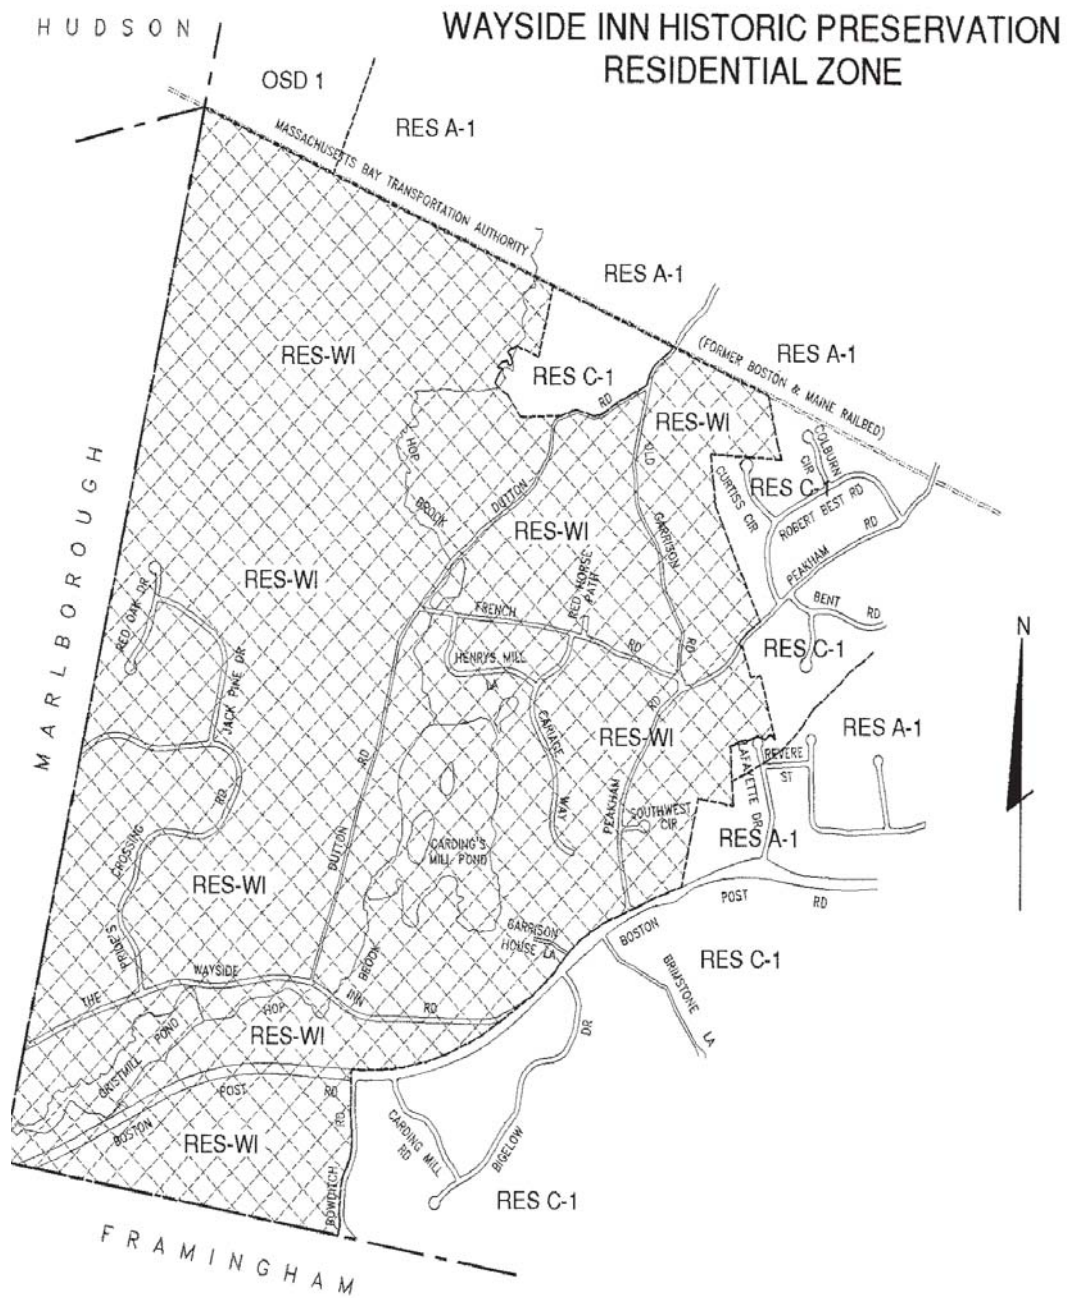 HUDSON
WAYSIDE INN HISTORIC PRESERVATION
RESIDENTIAL ZONE
OSD 1
RES A-1
MASSACHUSETTS BAY TRANSPORTATION AUTHORITY
RES A-1
(FORMER BOSTON & MAINE RAILBED)
RES A-1
RES-WI
RES C-1
RD
RES-WI
OLD
COLBURN
CIR
HOP
BROOK
DUTTON
CURTISS CIR
RES C-1
ROBERT BEST RD
RES-WI
GARRISON
PEAKHAM
RD
MARLBOROUGH
RES-WI
RED OAK DR
RED HORSE
PATH
FRENCH
RD
BENT
RD
N
RES C-1
HENRYS MILL
LA
RD
RD
JACK PINE DR
CARIAGE
WAY
RES-WI
RES A-1
RD
LAFAYETTE DR
REVERE
ST
RD
CROSSING
PRIDE'S
DUTTON
PEAKHAM
SOUTHWEST
CIR
RES A-1
CARDING'S
MILL POND
RES-WI
POST
RD
GARRISON
HOUSE LA
BOSTON
BROOK
RES C-1
BRIMSTONE
LA
THE
WAYSIDE
INN
RD
HOP
RES-WI
GRISTMILL
POND
DR
BOSTON
POST
RD
RD
BOWDITCH
CARDING MILL
RD
BIGELOW
RES-WI
RES C-1
FRAMINGHAM